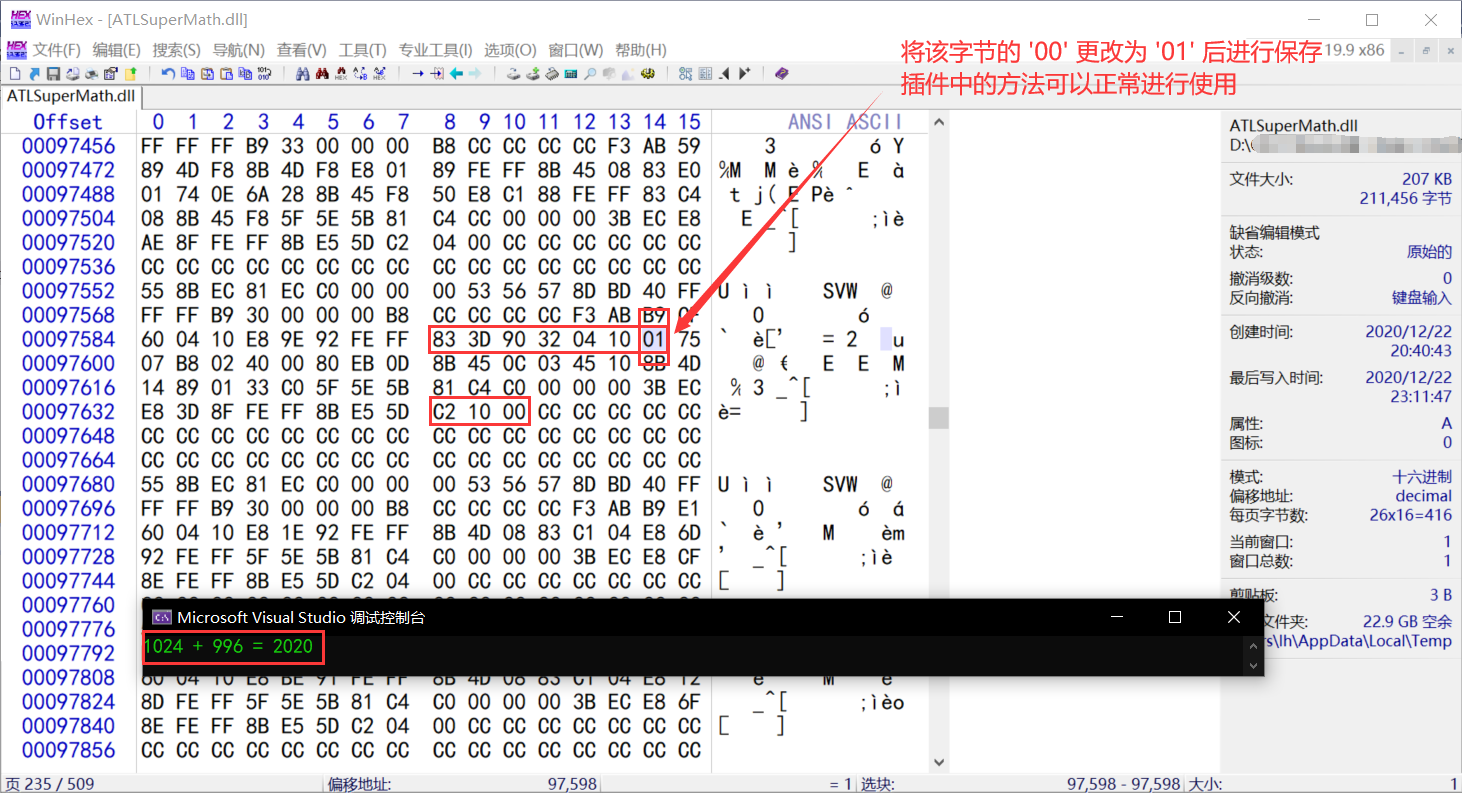 WinHex - [ATLSuperMath.dll]
文件(F) 编辑(E) 搜索(S) 导航(N) 查看(V) 工具(T) 专业工具(I) 选项(O) 窗口(W) 帮助(H)
19.9 x86
将该字节的 '00' 更改为 '01' 后进行保存
插件中的方法可以正常进行使用
ATLSuperMath.dll
Offset 0 1 2 3 4 5 6 7 8 9 10 11 12 13 14 15 ANSI ASCII
00097456 FF FF FF B9 33 00 00 00 B8 CC CC CC CC F3 AB 59 3 óY
00097472 89 4D F8 8B 4D F8 E8 01 89 FE FF 8B 45 08 83 E0 %M M è % E à
00097488 01 74 0E 6A 28 8B 45 F8 50 E8 C1 88 FE FF 83 C4 t j( E Pè ˆ
00097504 08 8B 45 F8 5F 5E 5B 81 C4 CC 00 00 00 3B EC E8 E _^[ ;ìè
00097520 AE 8F FE FF 8B E5 5D C2 04 00 CC CC CC CC CC CC ]
00097536 CC CC CC CC CC CC CC CC CC CC CC CC CC CC CC CC
00097552 55 8B EC 81 EC C0 00 00 00 53 56 57 8D BD 40 FF U ì ì SVW @
00097568 FF FF B9 30 00 00 00 B8 CC CC CC CC F3 AB B9 0 ó
00097584 60 04 10 E8 9E 92 FE FF 83 3D 90 32 04 10 01 75 ` è ’ = 2 u
00097600 07 B8 02 40 00 80 EB 0D 8B 45 0C 03 45 10 8B 4D @ € E E M
00097616 14 89 01 33 C0 5F 5E 5B 81 C4 C0 00 00 00 3B EC % 3 _^[ ;ì
00097632 E8 3D 8F FE FF 8B E5 5D C2 10 00 CC CC CC CC CC è= ]
00097648 CC CC CC CC CC CC CC CC CC CC CC CC CC CC CC CC
00097664 CC CC CC CC CC CC CC CC CC CC CC CC CC CC CC CC
00097680 55 8B EC 81 EC C0 00 00 00 53 56 57 8D BD 40 FF U ì ì SVW @
00097696 FF FF B9 30 00 00 00 B8 CC CC CC CC F3 AB B9 E1 0 ó á
00097712 60 04 10 E8 1E 92 FE FF 8B 4D 08 83 C1 04 E8 6D ` è ’ M èm
00097728 92 FE FF 5F 5E 5B 81 C4 C0 00 00 00 3B EC E8 CF ’ _^[ ;ìè
00097744 8E FE FF 8B E5 5D C2 04 00 CC CC CC CC CC CC CC [ ]
00097760
00097776
00097792
00097808 60 04 10 E8 BE 91 FE FF 8B 4D 08 83 C1 04 E8 12 è M è
00097824 8D FE FF 5F 5E 5B 81 C4 C0 00 00 00 3B EC E8 6F _^[ ;ìèo
00097840 8E FE FF 8B E5 5D C2 04 00 CC CC CC CC CC CC CC [ ]
00097856 CC CC CC CC CC CC CC CC CC CC CC CC CC CC CC CC
Microsoft Visual Studio 调试控制台
1024 + 996 = 2020
ATLSuperMath.dll
D:\
文件大小: 207 KB
211,456 字节
缺省编辑模式
状态: 原始的
撤消级数: 0
反向撤消: 键盘输入
创建时间: 2020/12/22
20:40:43
最后写入时间: 2020/12/22
23:11:47
属性: A
图标: 0
模式: 十六进制
偏移地址: decimal
每页字节数: 26x16=416
当前窗口: 1
窗口总数: 1
剪贴板: 3 B
文件夹: 22.9 GB 空余
rs\lh\AppData\Local\Temp
页 235 / 509 偏移地址: 97,598 = 1 选块: 97,598 - 97,598 大小: 1